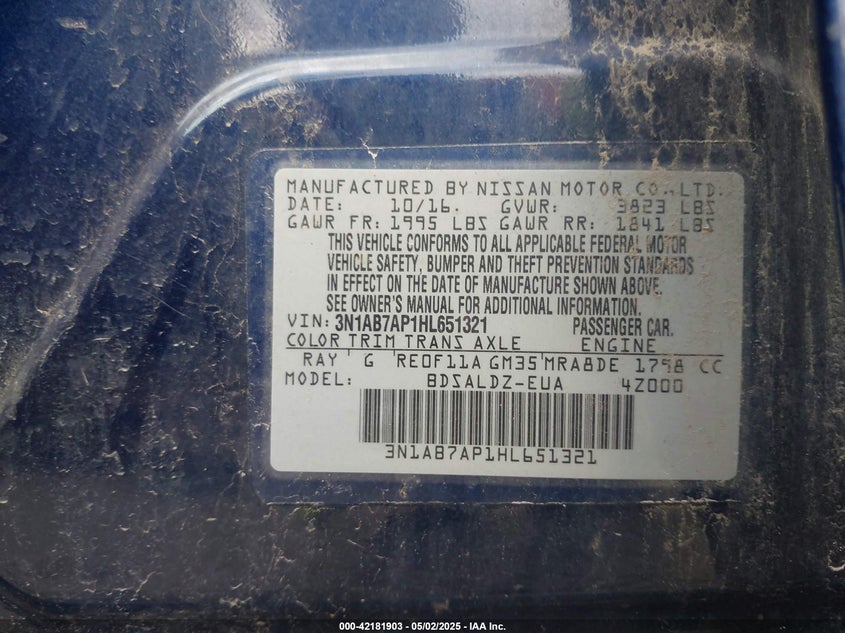 MANUFACTURED BY NISSAN MOTOR CO., LTD.
DATE: 10/16. GVWR: 3823 LBS
GAWR FR: 1995 LBS GAWR RR: 1841 LBS
THIS VEHICLE CONFORMS TO ALL APPLICABLE FEDERAL MOTOR
VEHICLE SAFETY, BUMPER AND THEFT PREVENTION STANDARDS
IN EFFECT ON THE DATE OF MANUFACTURE SHOWN ABOVE.
SEE OWNER'S MANUAL FOR ADDITIONAL INFORMATION.
VIN: 3N1AB7AP1HL651321 PASSENGER CAR.
COLOR TRIM TRANS AXLE ENGINE
RAY G RE0F11A GM35 MRA8DE 1798 CC
MODEL: BDSALDZ-EUA 4Z000
3N1AB7AP1HL651321
000-42181903 - 05/02/2025 - IAA Inc.